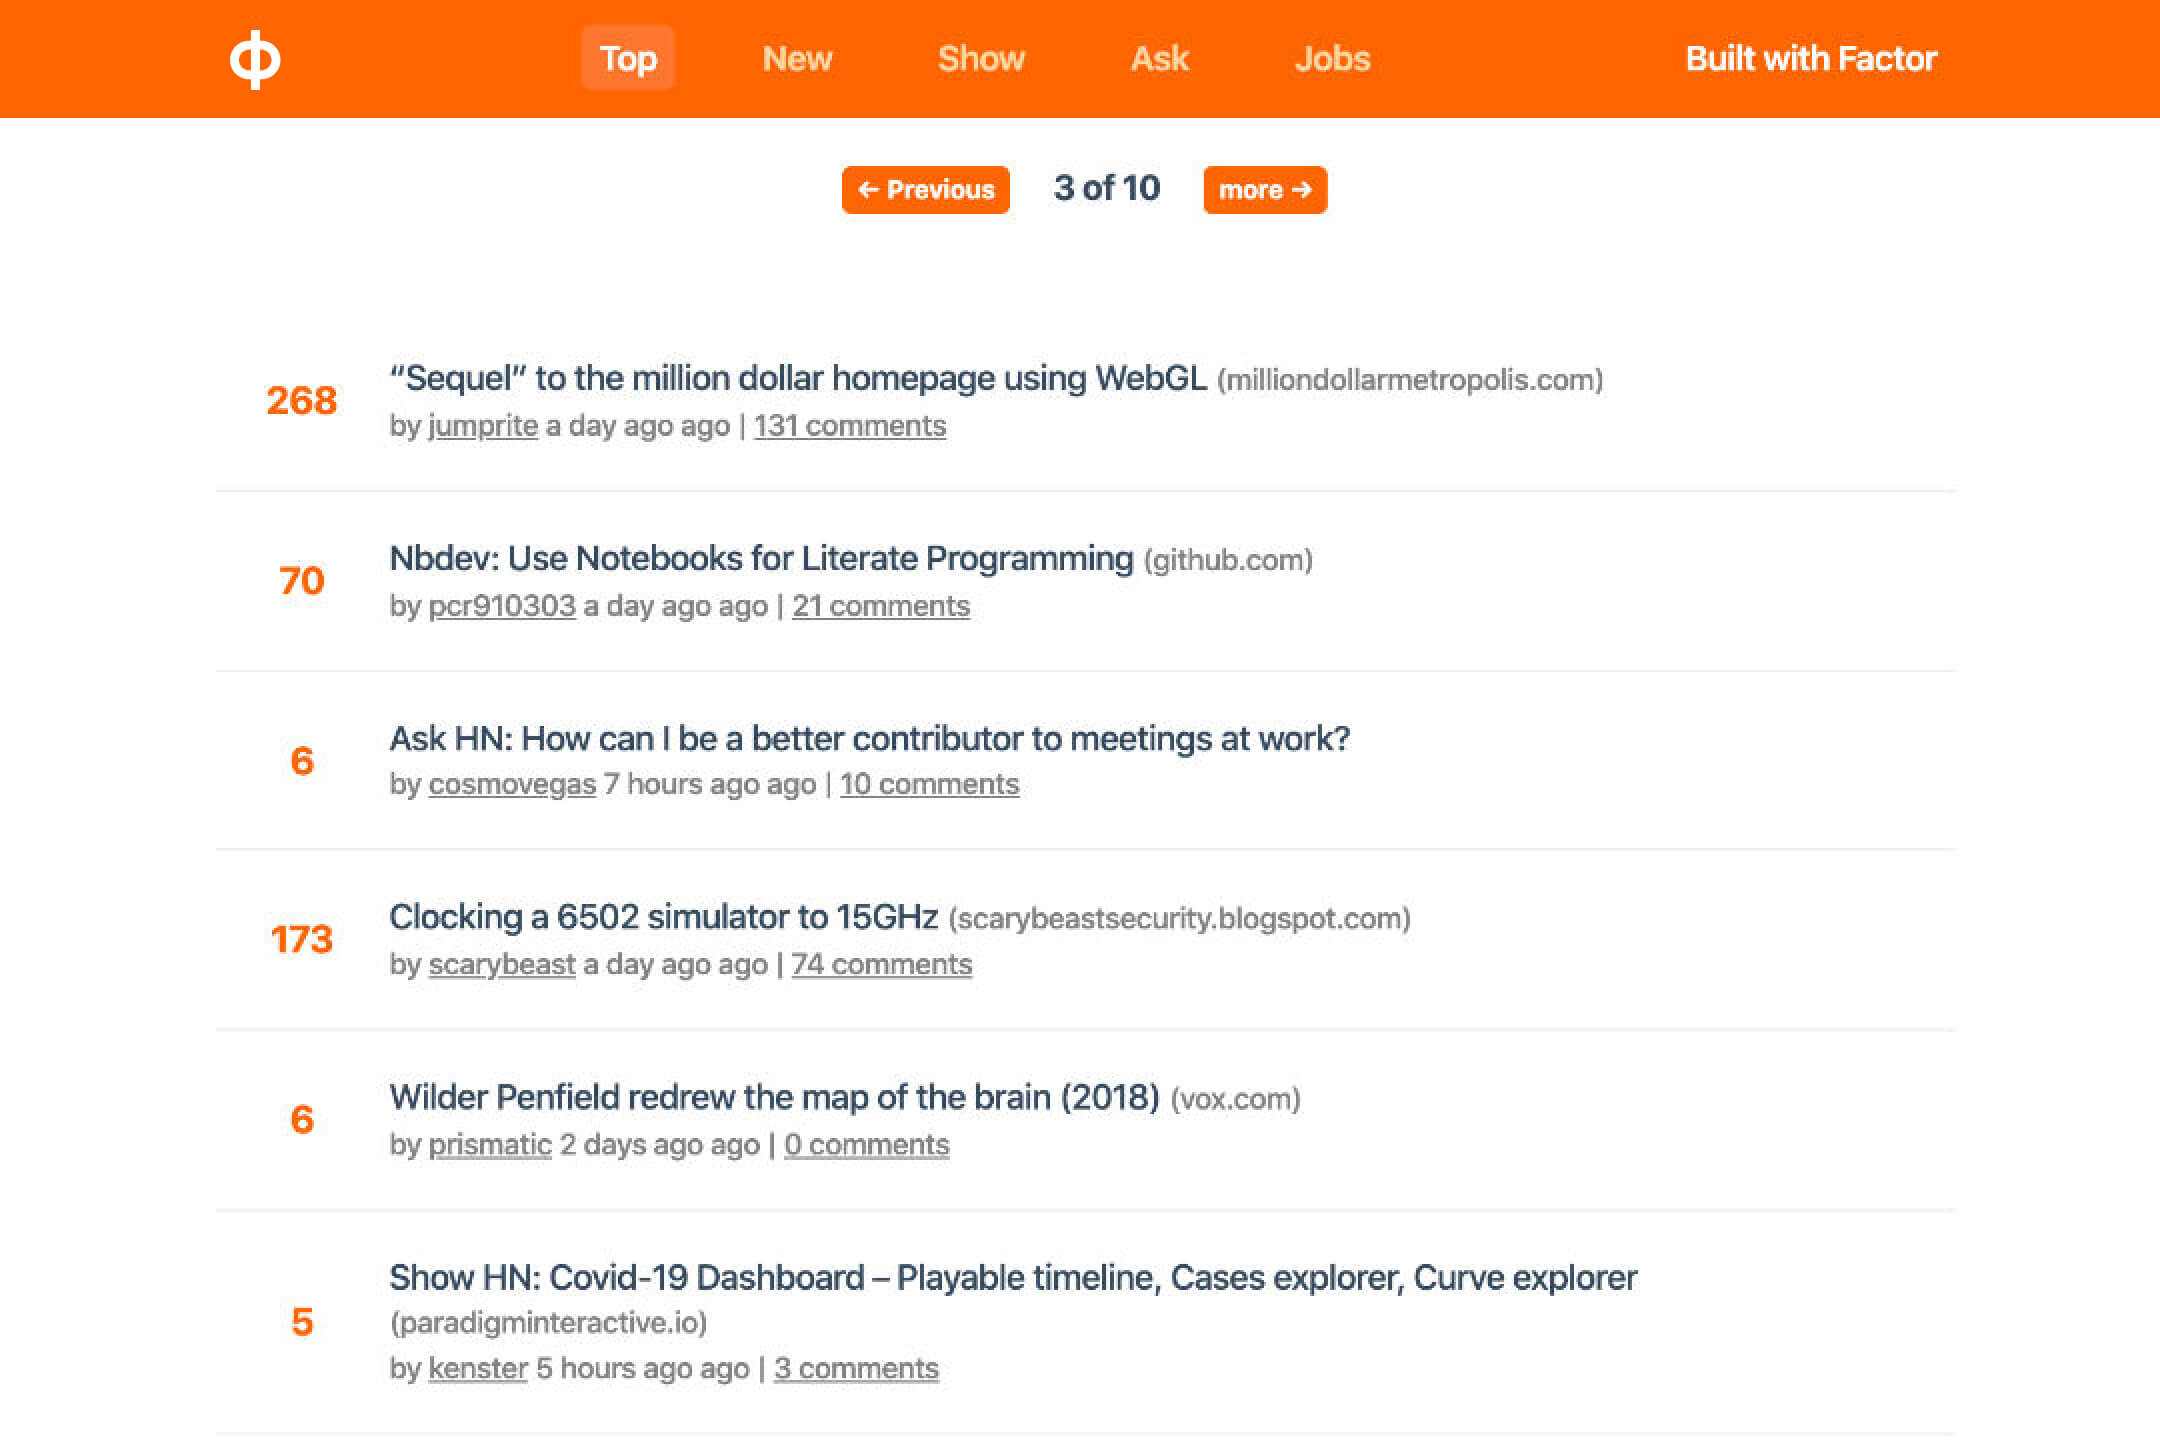 Top New Show Ask Jobs Built with Factor
← Previous 3 of 10 more →
268
“Sequel” to the million dollar homepage using WebGL (milliondollarmetropolis.com)
by jumprite a day ago ago | 131 comments
70
Nbdev: Use Notebooks for Literate Programming (github.com)
by pcr910303 a day ago ago | 21 comments
6
Ask HN: How can I be a better contributor to meetings at work?
by cosmovegas 7 hours ago ago | 10 comments
173
Clocking a 6502 simulator to 15GHz (scarybeastsecurity.blogspot.com)
by scarybeast a day ago ago | 74 comments
6
Wilder Penfield redrew the map of the brain (2018) (vox.com)
by prismatic 2 days ago ago | 0 comments
5
Show HN: Covid-19 Dashboard – Playable timeline, Cases explorer, Curve explorer
(paradigminteractive.io)
by kenster 5 hours ago ago | 3 comments